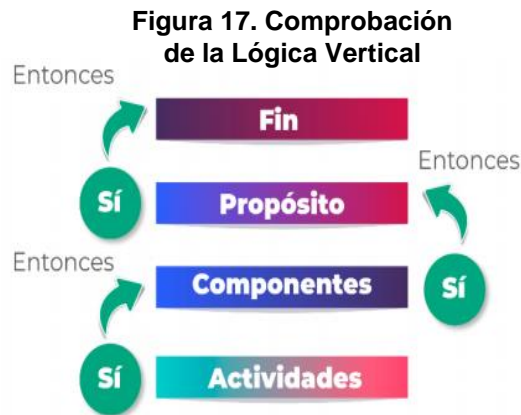 Figura 17. Comprobación
de la Lógica Vertical
Entonces
Fin
Entonces
Sí
Propósito
Entonces
Componentes
Sí
Sí
Actividades